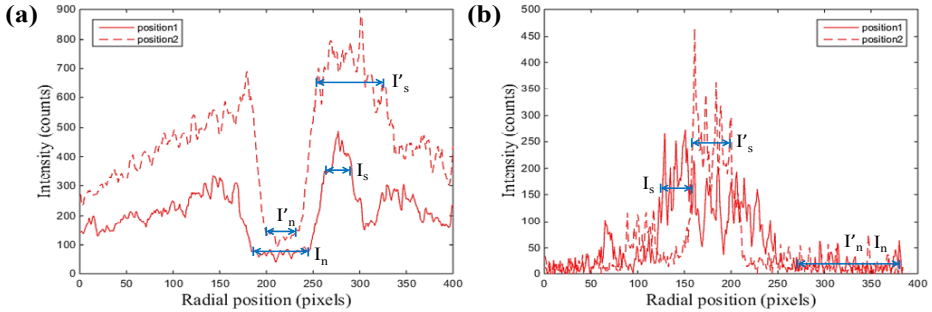 (a)
900
800
700
600
500
400
300
200
100
0
Intensity (counts)
position1
position2
I's
Is
I'n
In
0 50 100 150 200 250 300 350 400
Radial position (pixels)
(b)
500
450
400
350
300
250
200
150
100
50
0
Intensity (counts)
position1
position2
I's
Is
I'n In
0 50 100 150 200 250 300 350 400
Radial position (pixels)